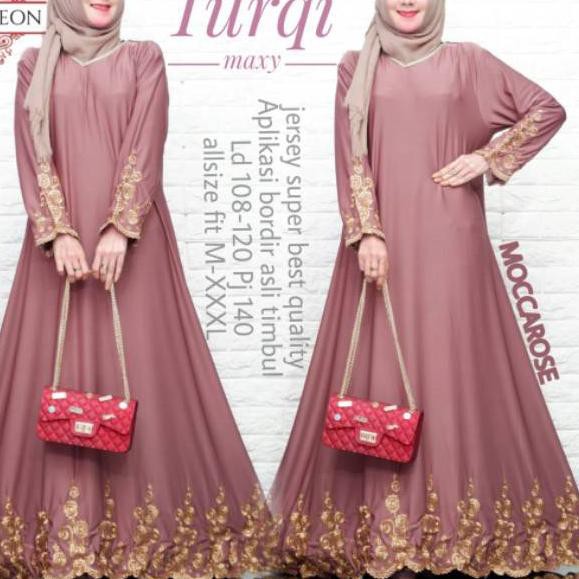 EON
Turqi
maxy
jersey super best quality
Aplikasi bordir asli timbul
Ld 108-120 Pj 140
allsize fit M-XXXL
MOCCAROSE